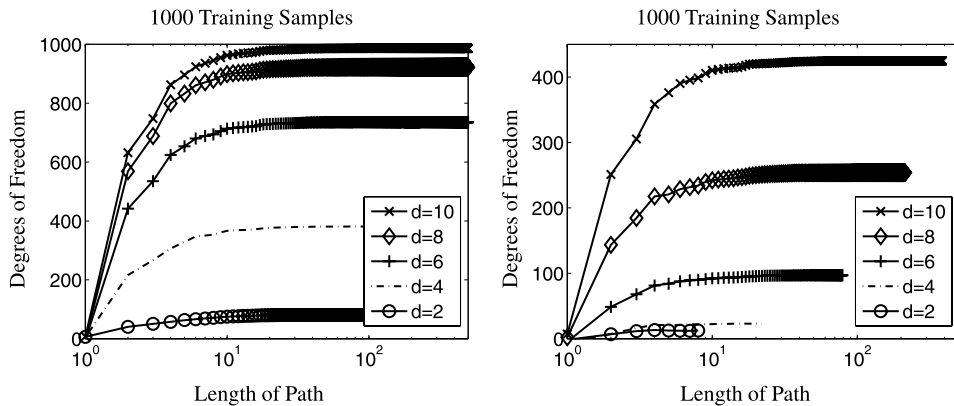 1000 Training Samples
Degrees of Freedom
1000
800
600
400
200
0
10^0
10^1
10^2
Length of Path
d=10
d=8
d=6
d=4
d=2
1000 Training Samples
Degrees of Freedom
400
300
200
100
0
10^0
10^1
10^2
Length of Path
d=10
d=8
d=6
d=4
d=2